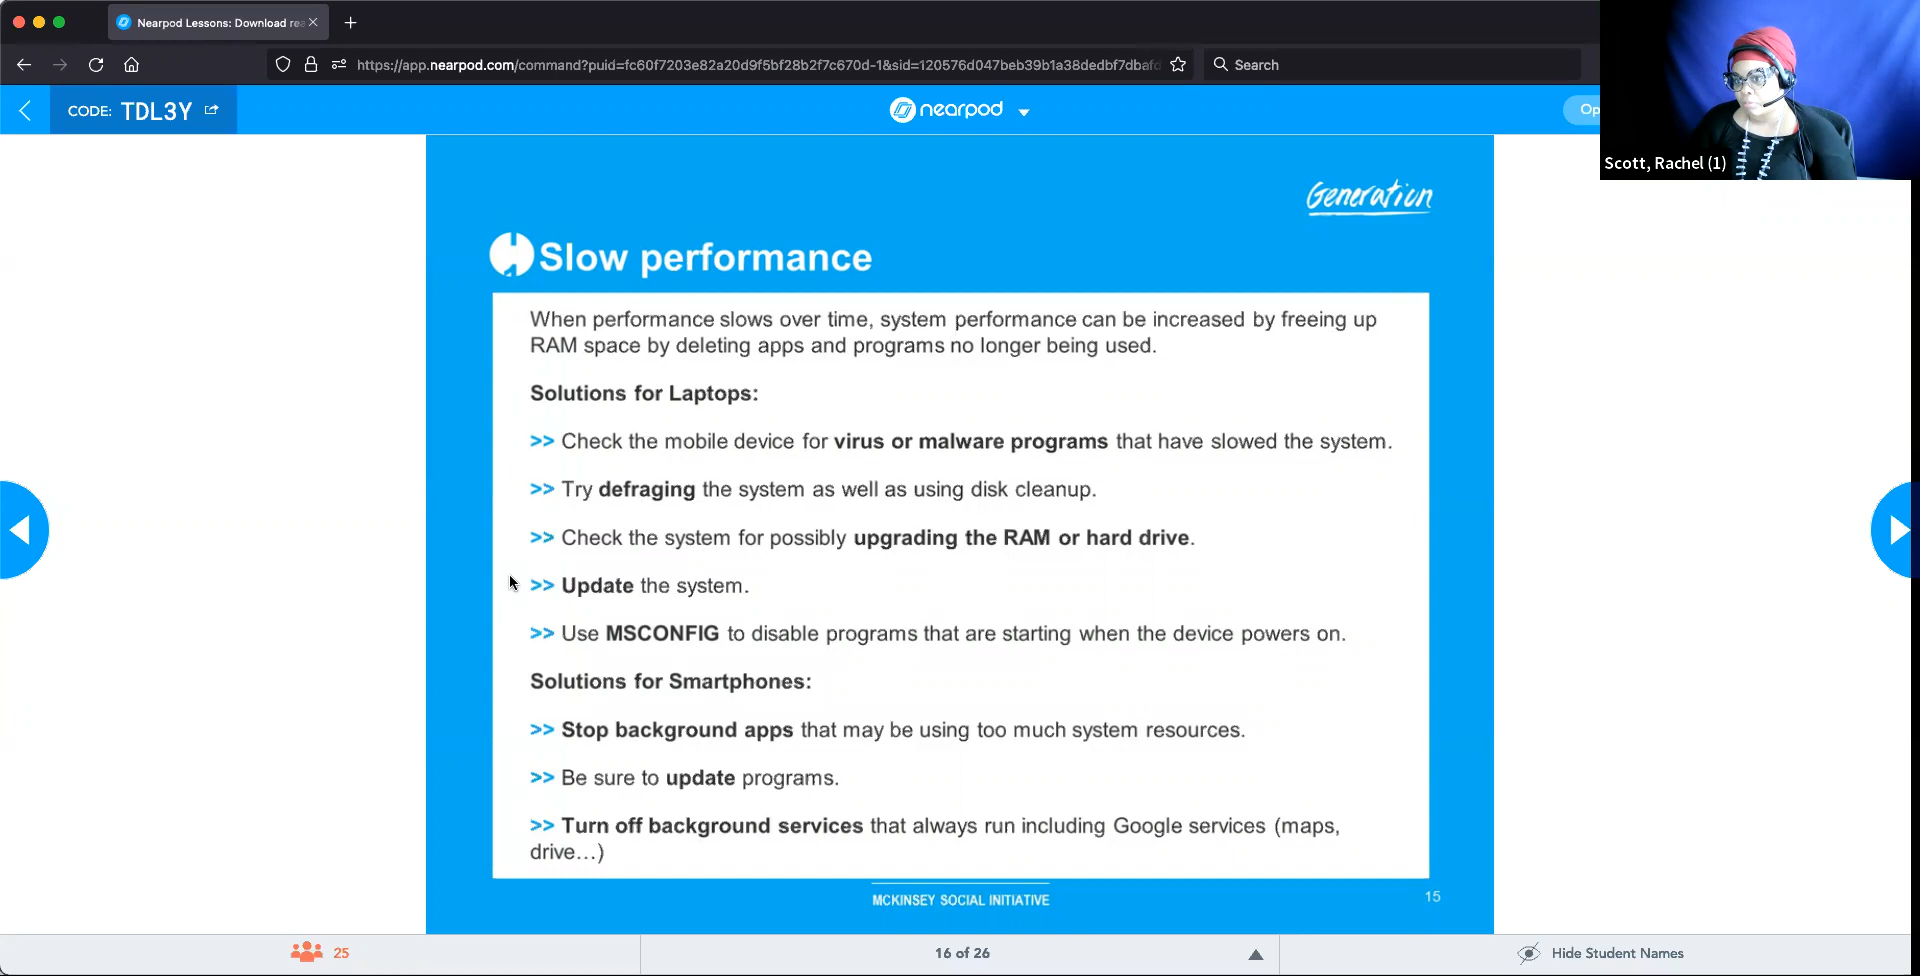 Nearpod Lessons: Download rea
https://app.nearpod.com/command?puid=fc60f7203e82a20d9f5bf28b2f7c670d-1&sid=120576d047beb39b1a38dedbf7dbafd
Search
CODE: TDL3Y
nearpod
Op
Scott, Rachel (1)
Generation
Slow performance
When performance slows over time, system performance can be increased by freeing up
RAM space by deleting apps and programs no longer being used.
Solutions for Laptops:
>> Check the mobile device for virus or malware programs that have slowed the system.
>> Try defraging the system as well as using disk cleanup.
>> Check the system for possibly upgrading the RAM or hard drive.
>> Update the system.
>> Use MSCONFIG to disable programs that are starting when the device powers on.
Solutions for Smartphones:
>> Stop background apps that may be using too much system resources.
>> Be sure to update programs.
>> Turn off background services that always run including Google services (maps,
drive…)
MCKINSEY SOCIAL INITIATIVE
15
25
16 of 26
Hide Student Names